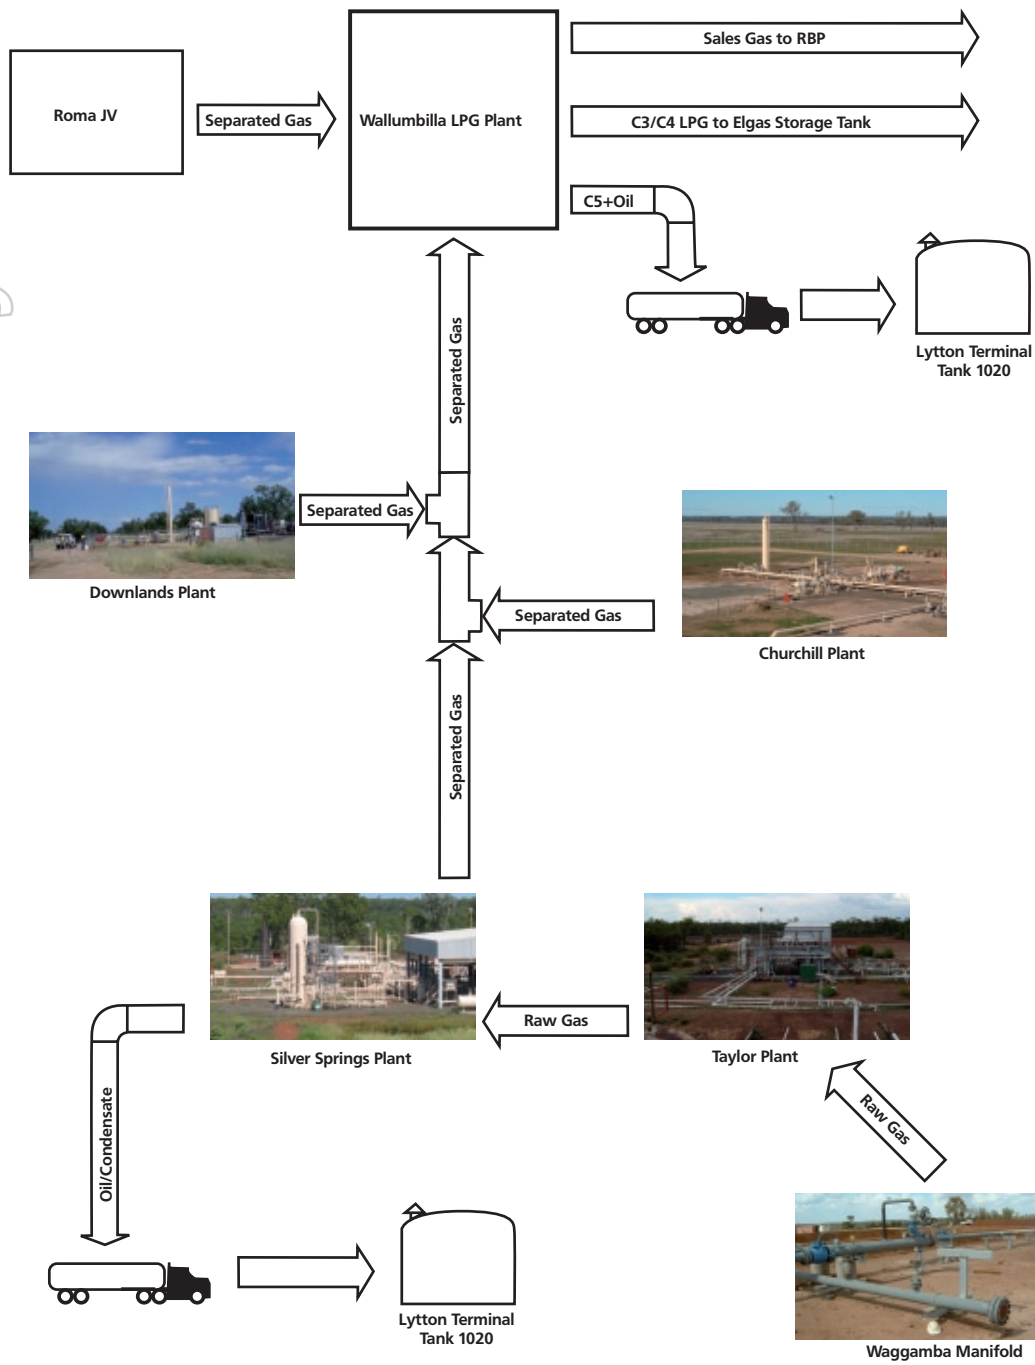 Sales Gas to RBP
Roma JV
Separated Gas
Wallumbilla LPG Plant
C3/C4 LPG to Elgas Storage Tank
C5+Oil
Separated Gas
Lytton Terminal
Tank 1020
Separated Gas
Downlands Plant
Separated Gas
Churchill Plant
Separated Gas
Raw Gas
Silver Springs Plant
Taylor Plant
Raw Gas
Oil/Condensate
Lytton Terminal
Tank 1020
Waggamba Manifold